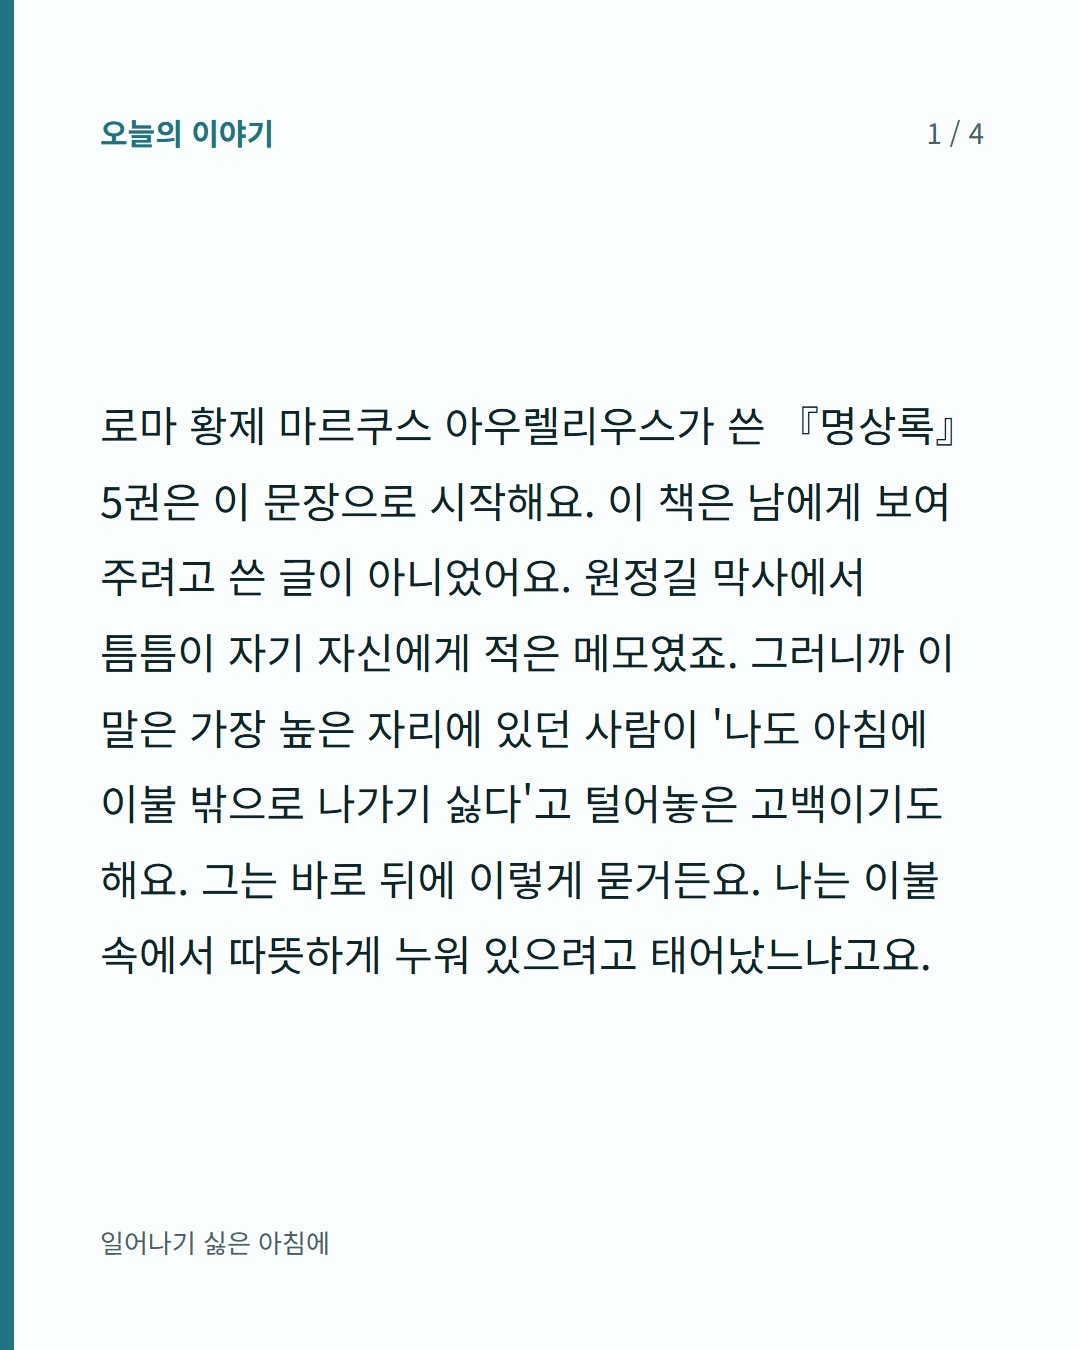 오늘의 이야기
1 / 4
로마 황제 마르쿠스 아우렐리우스가 쓴 『명상록』
5권은 이 문장으로 시작해요. 이 책은 남에게 보여
주려고 쓴 글이 아니었어요. 원정길 막사에서
틈틈이 자기 자신에게 적은 메모였죠. 그러니까 이
말은 가장 높은 자리에 있던 사람이 '나도 아침에
이불 밖으로 나가기 싫다'고 털어놓은 고백이기도
해요. 그는 바로 뒤에 이렇게 묻거든요. 나는 이불
속에서 따뜻하게 누워 있으려고 태어났느냐고요.
일어나기 싫은 아침에